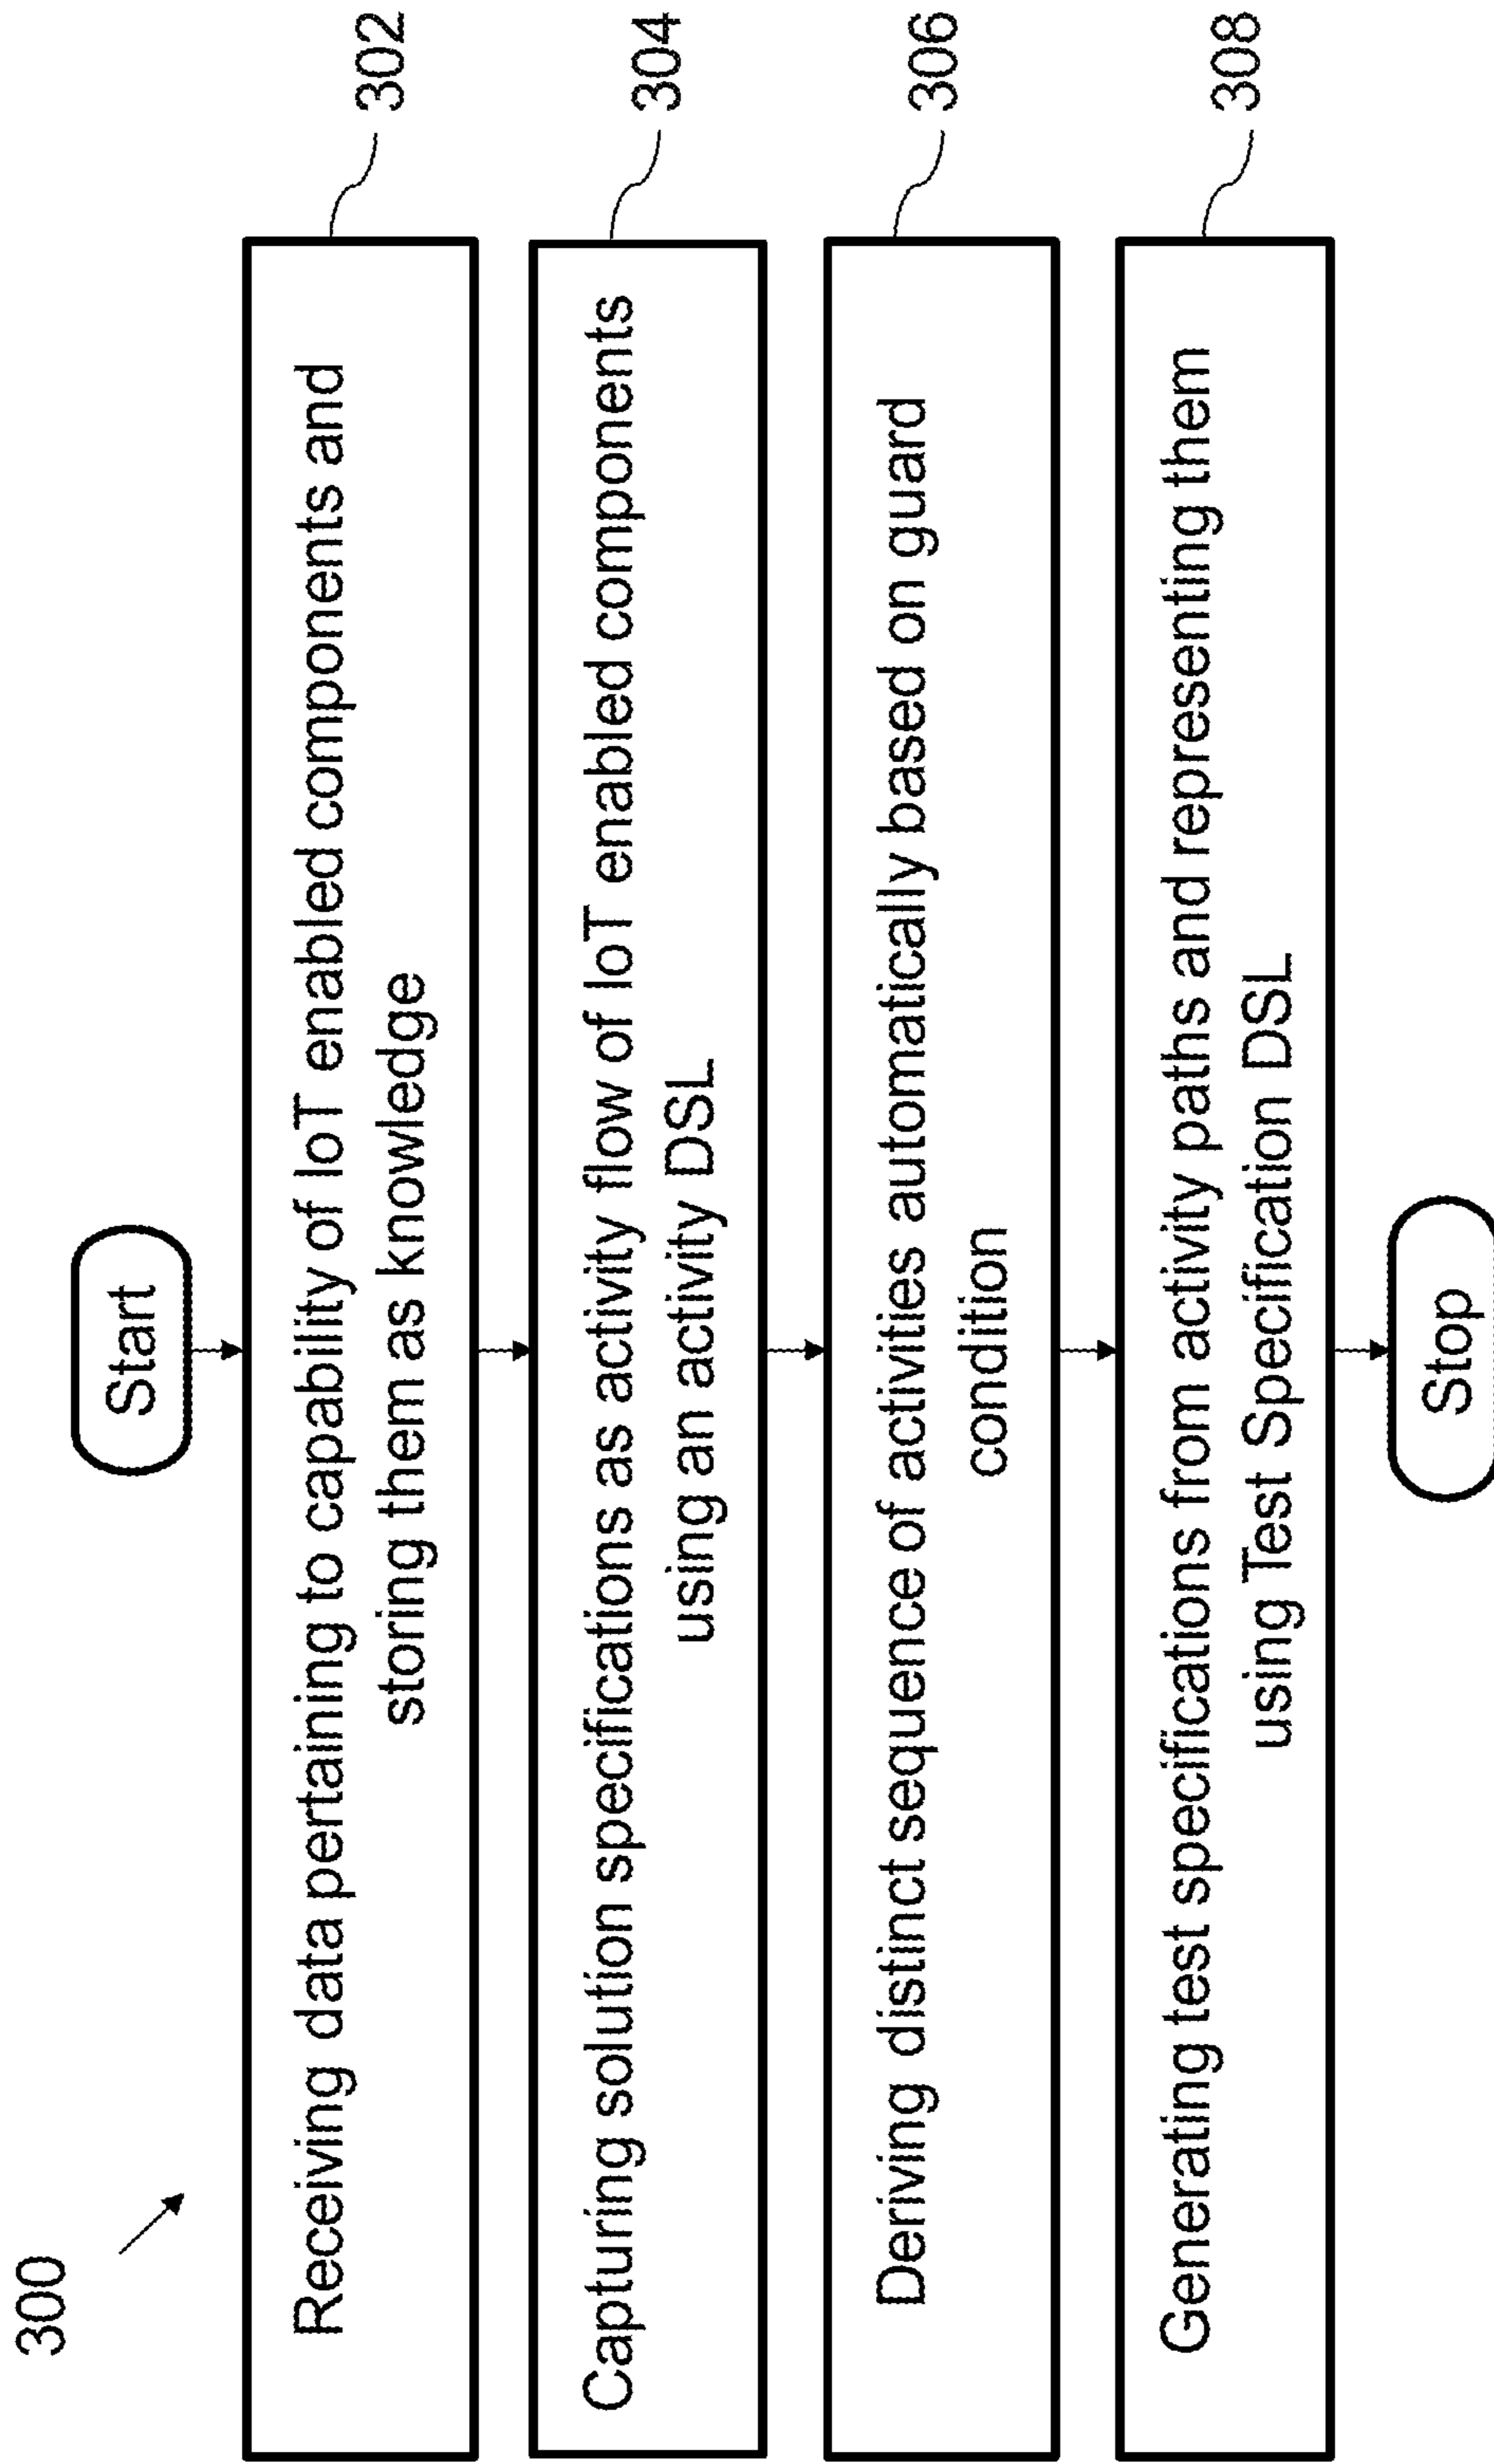 300
Start
Receiving data pertaining to capability of IoT enabled components and
storing them as knowledge
302
Capturing solution specifications as activity flow of IoT enabled components
using an activity DSL
304
Deriving distinct sequence of activities automatically based on guard
condition
306
Generating test specifications from activity paths and representing them
using Test Specification DSL
308
Stop